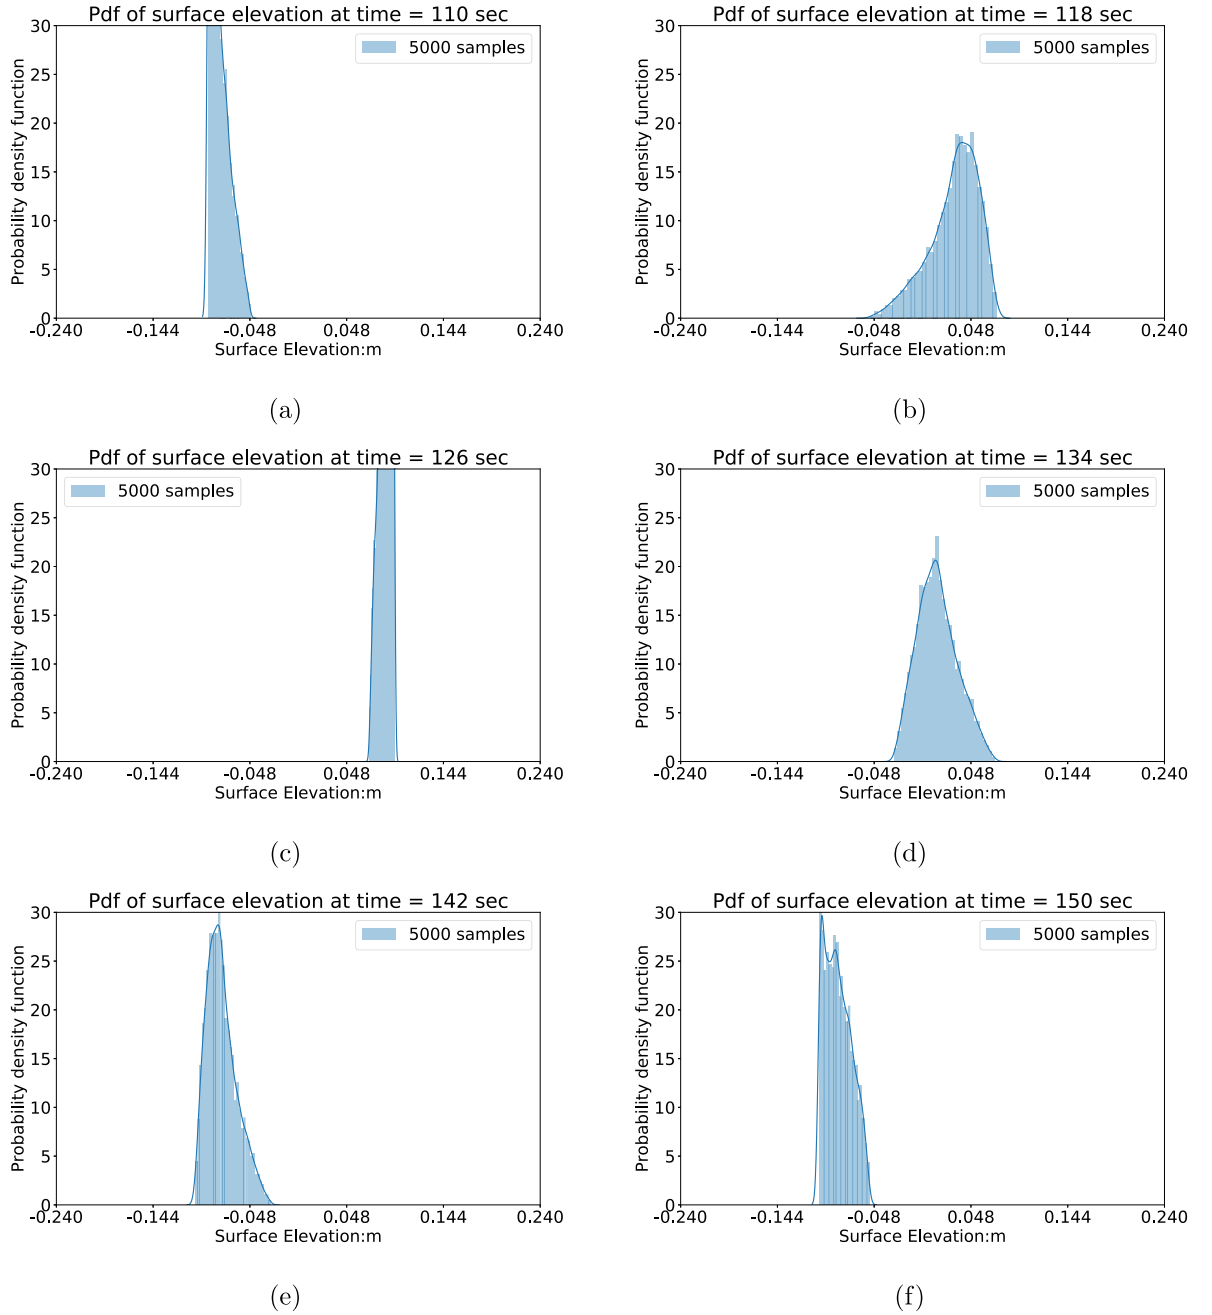 Pdf of surface elevation at time = 110 sec
30
25
20
15
10
5
0
Probability density function
5000 samples
-0.240 -0.144 -0.048 0.048 0.144 0.240
Surface Elevation:m
(a)
Pdf of surface elevation at time = 118 sec
30
25
20
15
10
5
0
Probability density function
5000 samples
-0.240 -0.144 -0.048 0.048 0.144 0.240
Surface Elevation:m
(b)
Pdf of surface elevation at time = 126 sec
30
25
20
15
10
5
0
Probability density function
5000 samples
-0.240 -0.144 -0.048 0.048 0.144 0.240
Surface Elevation:m
(c)
Pdf of surface elevation at time = 134 sec
30
25
20
15
10
5
0
Probability density function
5000 samples
-0.240 -0.144 -0.048 0.048 0.144 0.240
Surface Elevation:m
(d)
Pdf of surface elevation at time = 142 sec
30
25
20
15
10
5
0
Probability density function
5000 samples
-0.240 -0.144 -0.048 0.048 0.144 0.240
Surface Elevation:m
(e)
Pdf of surface elevation at time = 150 sec
30
25
20
15
10
5
0
Probability density function
5000 samples
-0.240 -0.144 -0.048 0.048 0.144 0.240
Surface Elevation:m
(f)